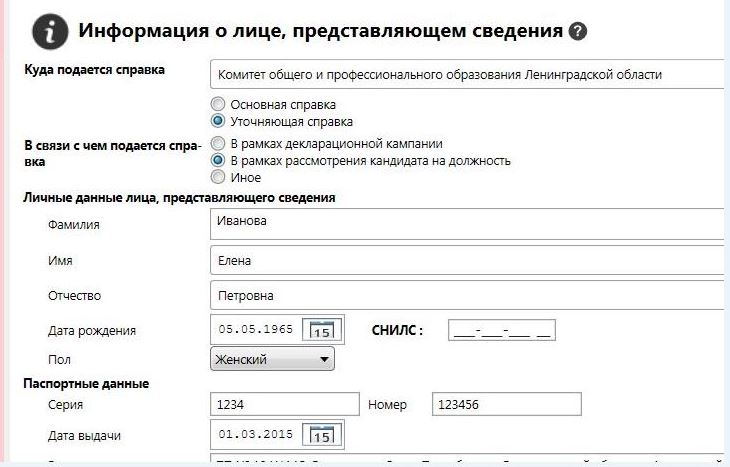 Информация о лице, представляющем сведения ?
Куда подается справка
Комитет общего и профессионального образования Ленинградской области
Основная справка
Уточняющая справка
В связи с чем подается спра-
вка
В рамках декларационной кампании
В рамках рассмотрения кандидата на должность
Иное
Личные данные лица, представляющего сведения
Фамилия Иванова
Имя Елена
Отчество Петровна
Дата рождения 05.05.1965 15 СНИЛС : ___-___-___ __
Пол Женский
Паспортные данные
Серия 1234 Номер 123456
Дата выдачи 01.03.2015 15